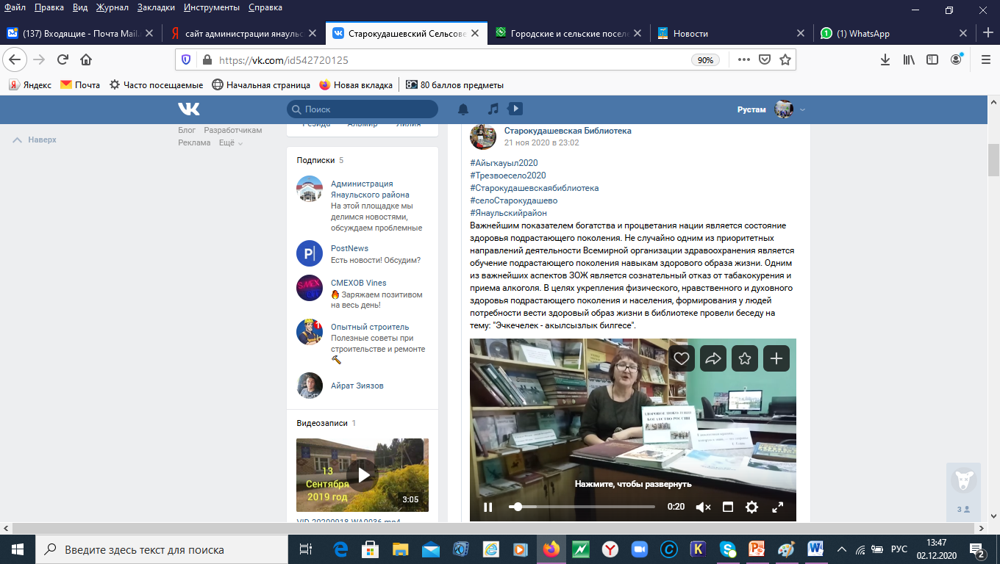 Файл Правка Вид Журнал Закладки Инструменты Справка
(137) Входящие - Почта Mail.
сайт администрации янаульс
Старокудашевский Сельсове
Городские и сельские поселе
Новости
(1) WhatsApp
https://vk.com/id542720125
90%
Яндекс
Почта
Часто посещаемые
Начальная страница
Новая вкладка
80 баллов предметы
Поиск
Рустам
Наверх
Блог Разработчикам
Реклама Ещё
Резида Альмир Лилия
Подписки 5
Администрация
Янаульского района
На этой площадке мы
делимся новостями,
обсуждаем проблемные
PostNews
Есть новости! Обсудим?
СМЕХОВ Vines
🔥 Заряжаем позитивом
на весь день!
Опытный строитель
Полезные советы при
строительстве и ремонте
🔨
Айрат Зиязов
Видеозаписи 1
13
Сентября
2019 год
3:05
VID-20200918-WA0036.mp4
Старокудашевская Библиотека
21 ноя 2020 в 23:02
#Айыҡауыл2020
#Трезвоесело2020
#Старокудашевскаябиблиотека
#селоСтарокудашево
#Янаульскийрайон
Важнейшим показателем богатства и процветания нации является состояние
здоровья подрастающего поколения. Не случайно одним из приоритетных
направлений деятельности Всемирной организации здравоохранения является
обучение подрастающего поколения навыкам здорового образа жизни. Одним
из важнейших аспектов ЗОЖ является сознательный отказ от табакокурения и
приема алкоголя. В целях укрепления физического, нравственного и духовного
здоровья подрастающего поколения и населения, формирования у людей
потребности вести здоровый образ жизни в библиотеке провели беседу на
тему: "Эчкечелек - акылсызлык билгесе".
ЗДОРОВОЕ ПОКОЛЕНИЕ
БОГАТСТВО РОССИИ
Нажмите, чтобы развернуть
0:20
3
Введите здесь текст для поиска
РУС
13:47
02.12.2020
2